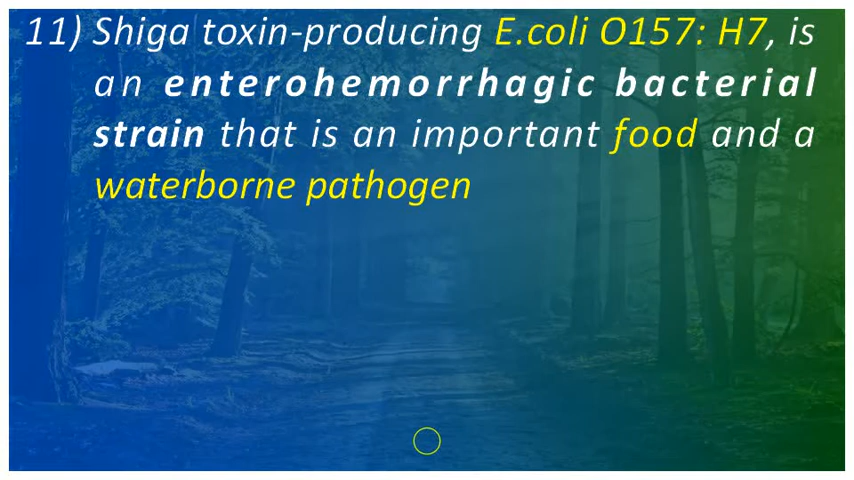 11) Shiga toxin-producing E.coli O157: H7, is
an enterohemorrhagic bacterial
strain that is an important food and a
waterborne pathogen